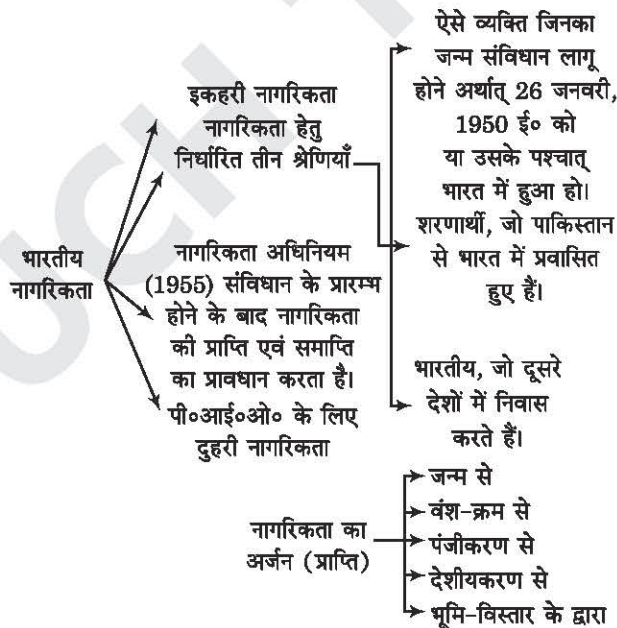 भारतीय
नागरिकता
इकहरी नागरिकता
नागरिकता हेतु
निर्धारित तीन श्रेणियाँ
नागरिकता अधिनियम
(1955) संविधान के प्रारम्भ
होने के बाद नागरिकता
की प्राप्ति एवं समाप्ति
का प्रावधान करता है।
पी०आई०ओ० के लिए
दुहरी नागरिकता
ऐसे व्यक्ति जिनका
जन्म संविधान लागू
होने अर्थात् 26 जनवरी,
1950 ई० को
या उसके पश्चात्
भारत में हुआ हो।
शरणार्थी, जो पाकिस्तान
से भारत में प्रवासित
हुए हैं।
भारतीय, जो दूसरे
देशों में निवास
करते हैं।
नागरिकता का
अर्जन (प्राप्ति)
जन्म से
वंश-क्रम से
पंजीकरण से
देशीयकरण से
भूमि-विस्तार के द्वारा